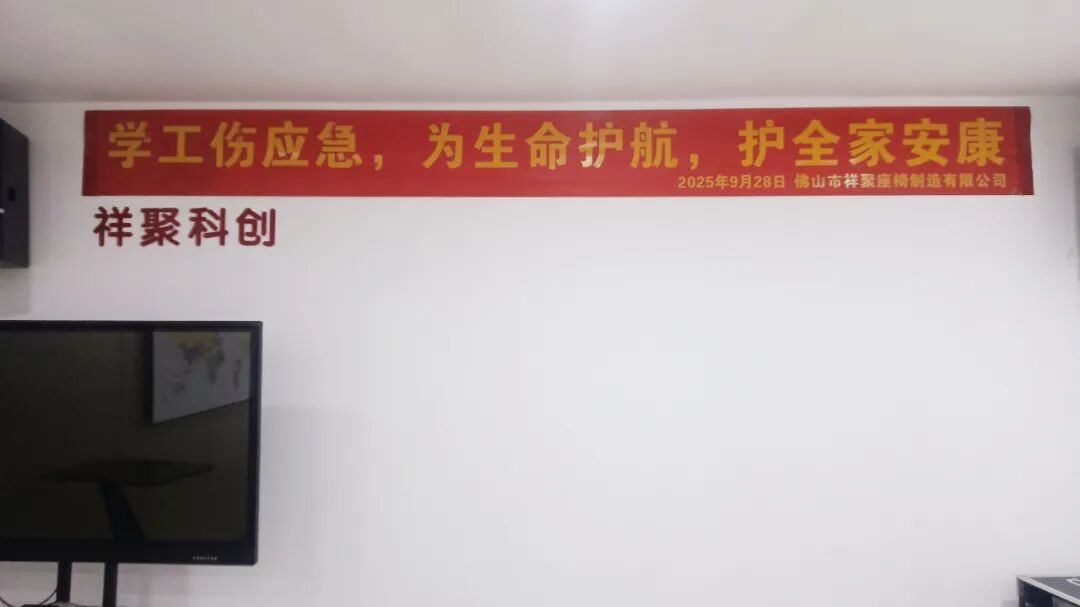 学工伤应急，为生命护航，护全家安康
2025年9月28日 佛山市祥聚座椅制造有限公司
祥聚科创